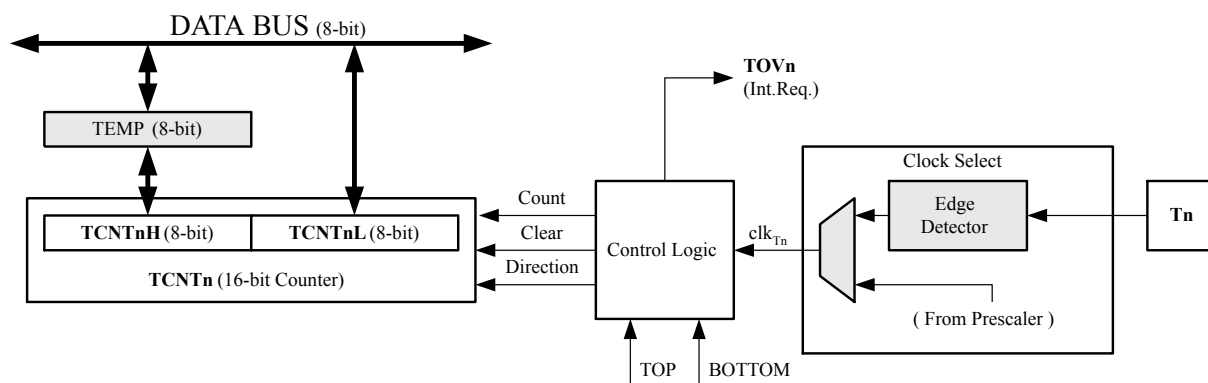 DATA BUS (8-bit)
TOVn
(Int.Req.)
TEMP (8-bit)
Clock Select
Count
Edge
Detector
Tn
TCNTnH (8-bit)
TCNTnL (8-bit)
Clear
Control Logic
clkTn
TCNTn (16-bit Counter)
Direction
( From Prescaler )
TOP
BOTTOM